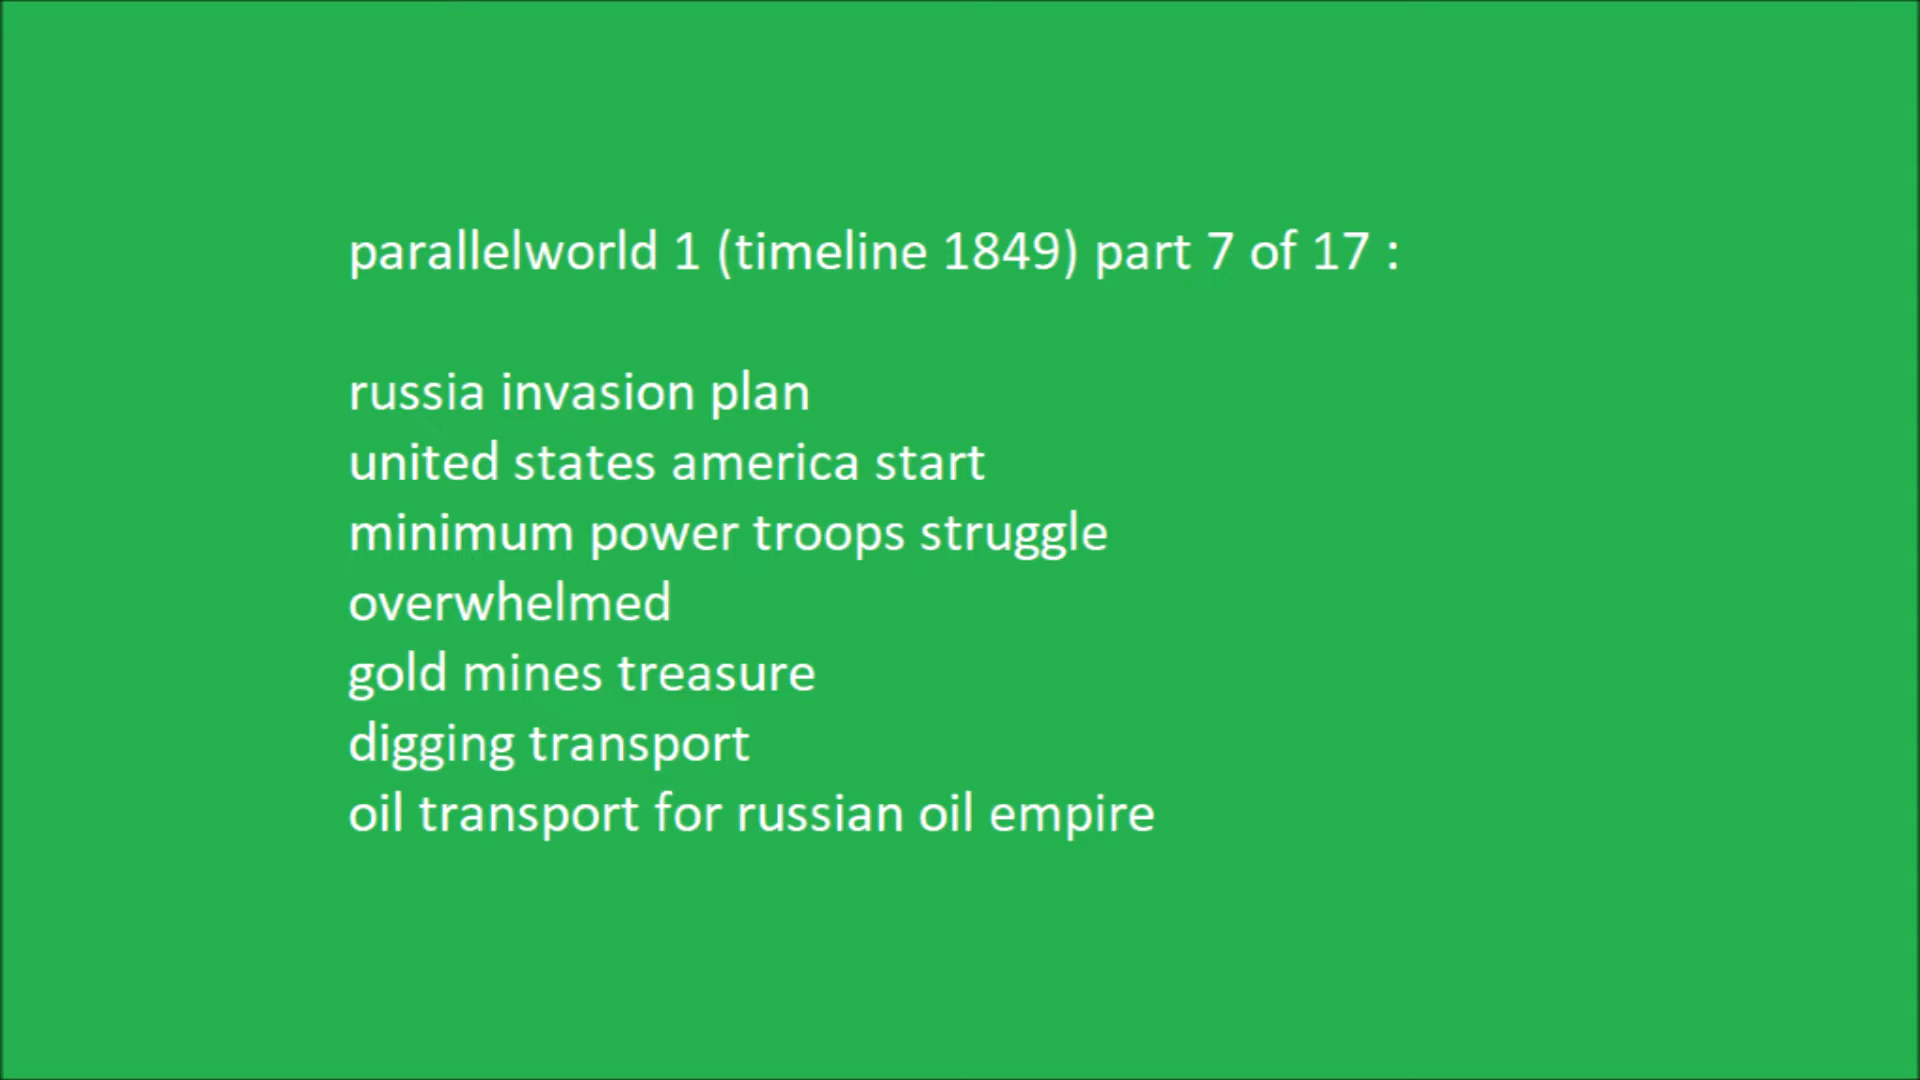 parallelworld 1 (timeline 1849) part 7 of 17 :
russia invasion plan
united states america start
minimum power troops struggle
overwhelmed
gold mines treasure
digging transport
oil transport for russian oil empire